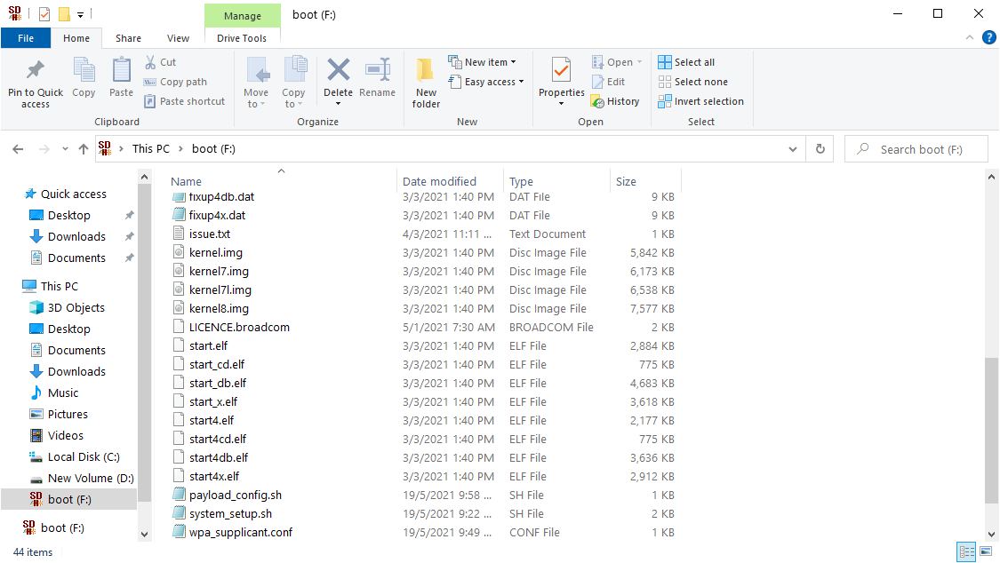 Manage
boot (F:)
File
Home
Share
View
Drive Tools
Pin to Quick access
Copy
Paste
Cut
Copy path
Paste shortcut
Clipboard
Move to
Copy to
Delete
Rename
Organize
New folder
New item
Easy access
New
Properties
Open
Edit
History
Open
Select all
Select none
Invert selection
Select
This PC
boot (F:)
Search boot (F:)
Quick access
Desktop
Downloads
Documents
This PC
3D Objects
Desktop
Documents
Downloads
Music
Pictures
Videos
Local Disk (C:)
New Volume (D:)
boot (F:)
boot (F:)
Name Date modified Type Size
fixup4db.dat 3/3/2021 1:40 PM DAT File 9 KB
fixup4x.dat 3/3/2021 1:40 PM DAT File 9 KB
issue.txt 4/3/2021 11:11 ... Text Document 1 KB
kernel.img 3/3/2021 1:40 PM Disc Image File 5,842 KB
kernel7.img 3/3/2021 1:40 PM Disc Image File 6,173 KB
kernel7l.img 3/3/2021 1:40 PM Disc Image File 6,538 KB
kernel8.img 3/3/2021 1:40 PM Disc Image File 7,577 KB
LICENCE.broadcom 5/1/2021 7:30 AM BROADCOM File 2 KB
start.elf 3/3/2021 1:40 PM ELF File 2,884 KB
start_cd.elf 3/3/2021 1:40 PM ELF File 775 KB
start_db.elf 3/3/2021 1:40 PM ELF File 4,683 KB
start_x.elf 3/3/2021 1:40 PM ELF File 3,618 KB
start4.elf 3/3/2021 1:40 PM ELF File 2,177 KB
start4cd.elf 3/3/2021 1:40 PM ELF File 775 KB
start4db.elf 3/3/2021 1:40 PM ELF File 3,636 KB
start4x.elf 3/3/2021 1:40 PM ELF File 2,912 KB
payload_config.sh 19/5/2021 9:58 ... SH File 1 KB
system_setup.sh 19/5/2021 9:22 ... SH File 2 KB
wpa_supplicant.conf 19/5/2021 9:49 ... CONF File 1 KB
44 items